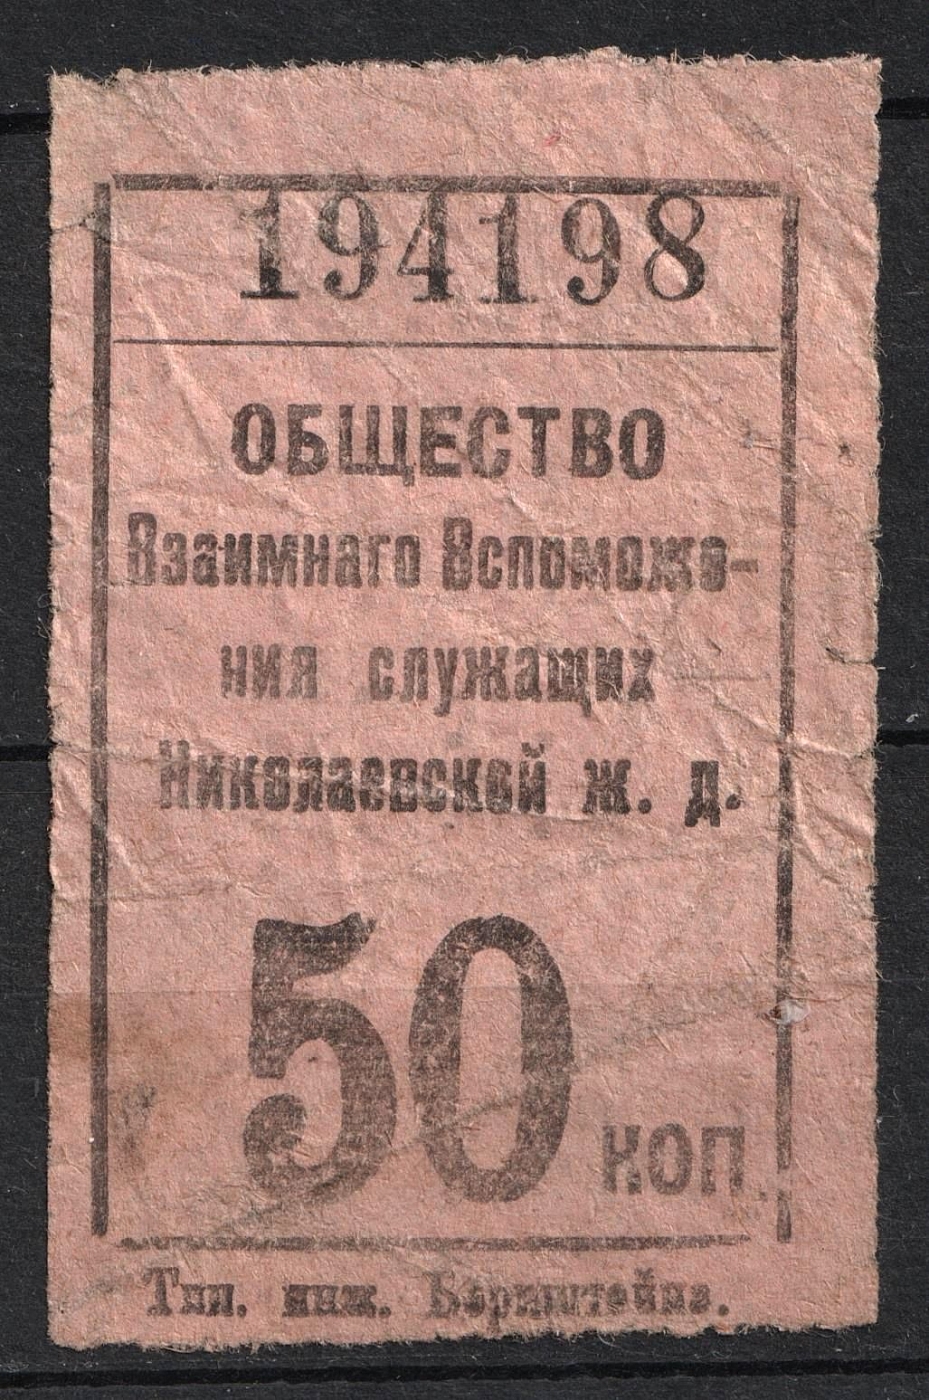 194198
ОБЩЕСТВО
Взаимнаго Вспоможе-
ния служащих
Николаевской ж. д.
50 коп.
Тип. инж. Бернштейна.